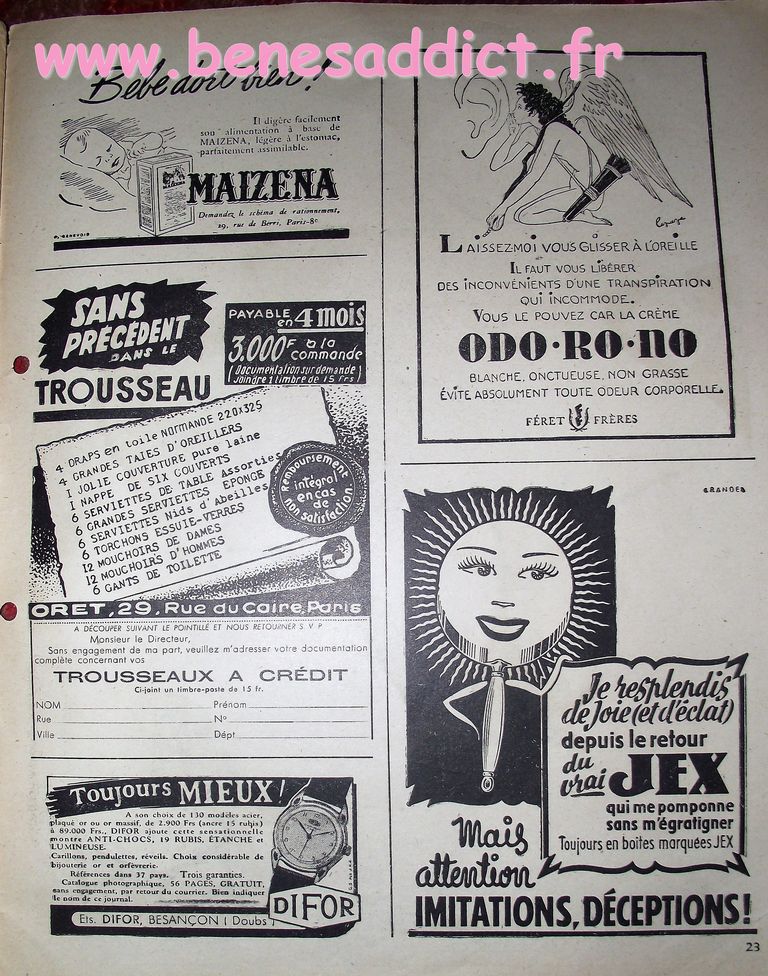 www.benesaddict.fr
Bébé dort bien!
Il digère facilement
son alimentation à base de
MAIZENA, légère à l'estomac,
parfaitement assimilable.
MAIZENA
Demandez le schéma de rationnement,
29, rue de Berri, Paris-8e
P. BENEVOIS
SANS
PRÉCÉDENT
DANS LE
TROUSSEAU
PAYABLE
en 4 mois
3.000F à la
commande
(Documentation sur demande
Joindre 1 timbre de 15 Frs)
4 DRAPS en toile NORMANDE 220x325
4 GRANDES TAIES D'OREILLERS
1 JOLIE COUVERTURE pure laine
1 NAPPE DE SIX COUVERTS
6 SERVIETTES DE TABLE Assorties
6 GRANDES SERVIETTES EPONGE
6 SERVIETTES Nids d'Abeilles
6 TORCHONS ESSUIE-VERRES
12 MOUCHOIRS DE DAMES
12 MOUCHOIRS D'HOMMES
6 GANTS DE TOILETTE
Remboursement
intégral
en cas
de
non satisfaction
ORET, 29, Rue du Caire, Paris
A DÉCOUPER SUIVANT LE POINTILLÉ ET NOUS RETOURNER S. V. P
Monsieur le Directeur,
Sans engagement de ma part, veuillez m'adresser votre documentation
complète concernant vos
TROUSSEAUX A CRÉDIT
Ci-joint un timbre-poste de 15 fr.
NOM Prénom
Rue N°
Ville Dépt
Toujours MIEUX!
A son choix de 130 modèles acier,
plaqué or ou or massif, de 2.900 Frs (ancre 15 rubis)
à 89.000 Frs., DIFOR ajoute cette sensationnelle
montre ANTI-CHOCS, 19 RUBIS, ÉTANCHE et
LUMINEUSE.
Carillons, pendulettes, réveils. Choix considérable de
bijouterie or et orfèvrerie.
Références dans 37 pays. Trois garanties.
Catalogue photographique, 56 PAGES, GRATUIT,
sans engagement, par retour du courrier. Bien indiquer
le nom de ce journal.
DIFOR
Ets. DIFOR, BESANÇON (Doubs)
LAISSEZ-MOI VOUS GLISSER À L'OREILLE
IL FAUT VOUS LIBÉRER
DES INCONVÉNIENTS D'UNE TRANSPIRATION
QUI INCOMMODE.
VOUS LE POUVEZ CAR LA CRÈME
ODO·RO·NO
BLANCHE, ONCTUEUSE, NON GRASSE
ÉVITE ABSOLUMENT TOUTE ODEUR CORPORELLE.
FÉRET FF FRÈRES
GRANDES
Je resplendis
de joie (et d'éclat)
depuis le retour
du
vrai JEX
qui me pomponne
sans m'égratigner
Toujours en boîtes marquées JEX
Mais
attention
IMITATIONS, DÉCEPTIONS!
23